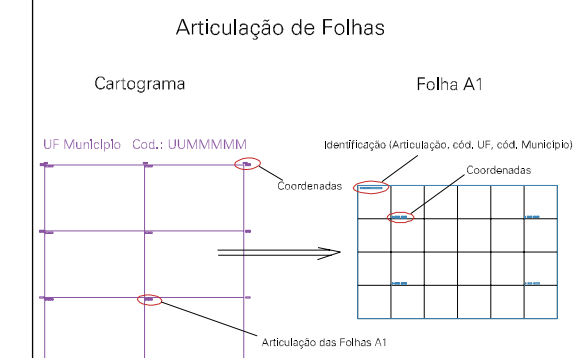 Articulação de Folhas
Cartograma
Folha A1
UF Município Cod.: UUMMMMM
Identificação (Articulação, cód, UF, cód, Município)
Coordenadas
Coordenadas
Articulação das Folhas A1